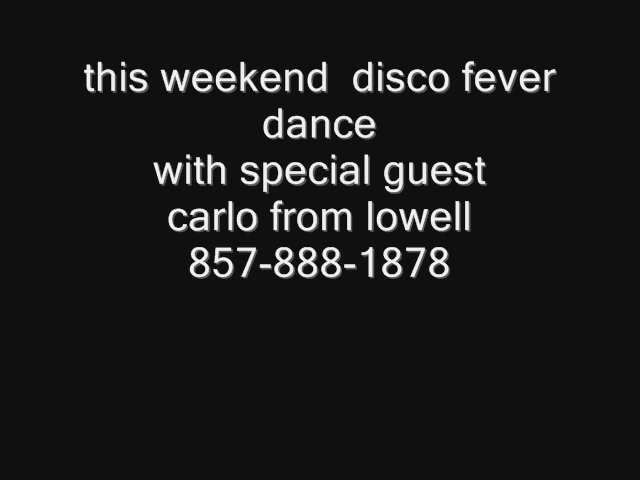 this weekend  disco fever
dance
with special guest
carlo from lowell
857-888-1878